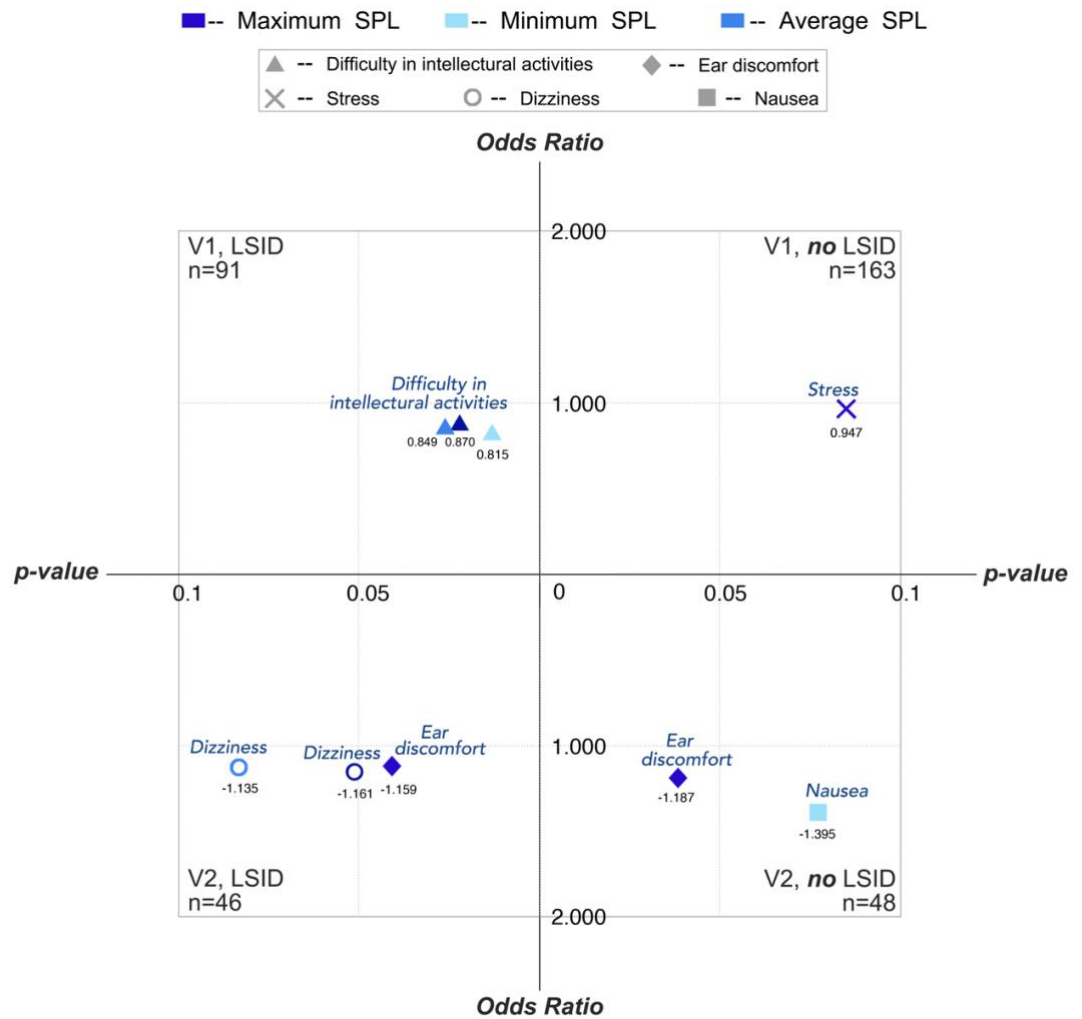 -- Maximum SPL -- Minimum SPL -- Average SPL
-- Difficulty in intellectural activities -- Ear discomfort
-- Stress -- Dizziness -- Nausea
Odds Ratio
2.000
V1, LSID
n=91
V1, no LSID
n=163
Difficulty in
intellectural activities
1.000
Stress
0.849 0.870
0.815
0.947
p-value
p-value
0.1 0.05 0 0.05 0.1
Dizziness
Dizziness
Ear
discomfort
1.000
Ear
discomfort
-1.135
-1.161 -1.159
-1.187
Nausea
-1.395
V2, LSID
n=46
V2, no LSID
n=48
2.000
Odds Ratio